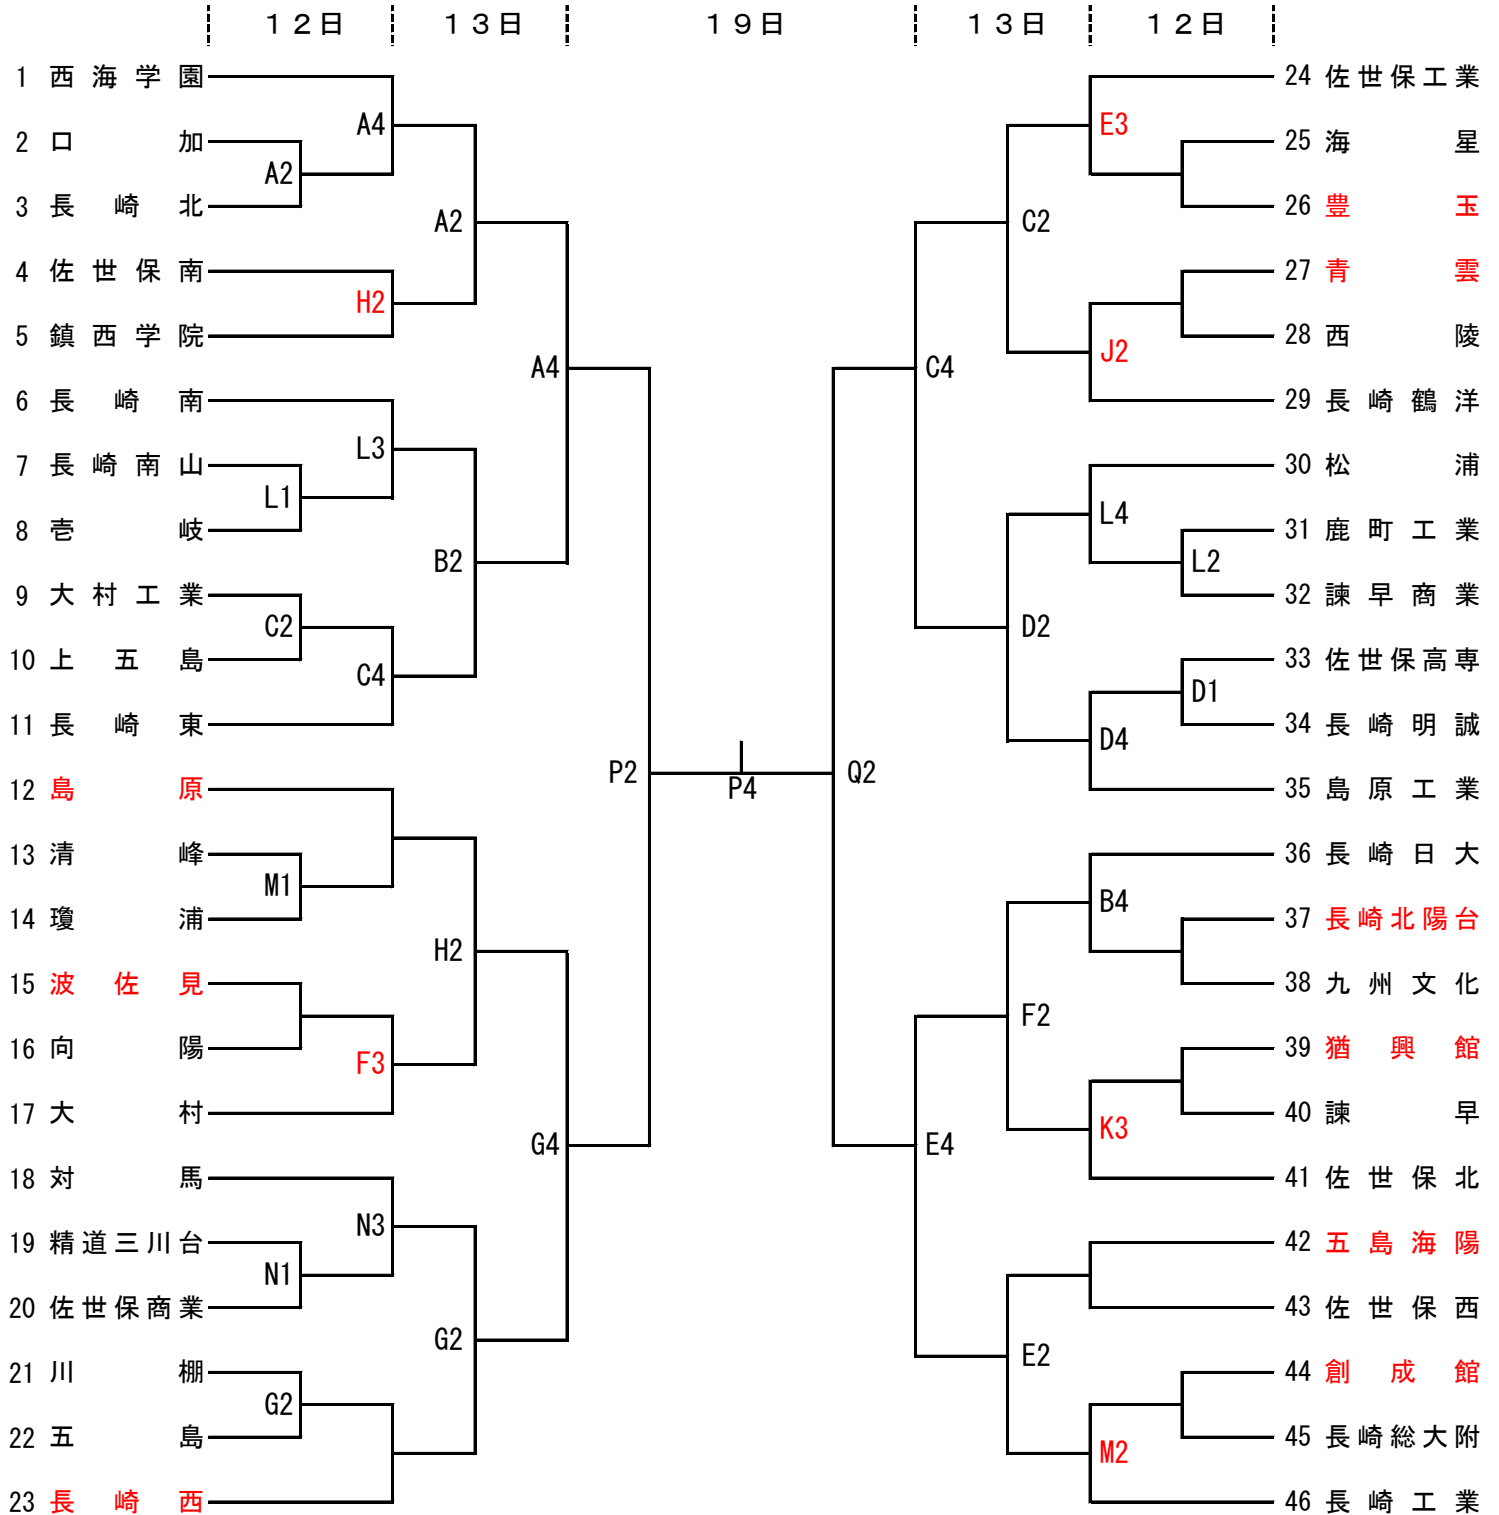 １２日 １３日 １９日 １３日 １２日
1 西海学園
2 口加
3 長崎北
4 佐世保南
5 鎮西学院
6 長崎南
7 長崎南山
8 壱岐
9 大村工業
10 上五島
11 長崎東
12 島原
13 清峰
14 瓊浦
15 波佐見
16 向陽
17 大村
18 対馬
19 精道三川台
20 佐世保商業
21 川棚
22 五島
23 長崎西
A2
L1
C2
M1
N1
G2
A4
H2
L3
C4
F3
N3
A2
B2
H2
G2
A4
G4
P2
P4
Q2
C4
E4
C2
D2
F2
E2
E3
J2
L4
D4
B4
K3
M2
L2
D1
24 佐世保工業
25 海星
26 豊玉
27 青雲
28 西陵
29 長崎鶴洋
30 松浦
31 鹿町工業
32 諫早商業
33 佐世保高専
34 長崎明誠
35 島原工業
36 長崎日大
37 長崎北陽台
38 九州文化
39 猶興館
40 諫早
41 佐世保北
42 五島海陽
43 佐世保西
44 創成館
45 長崎総大附
46 長崎工業